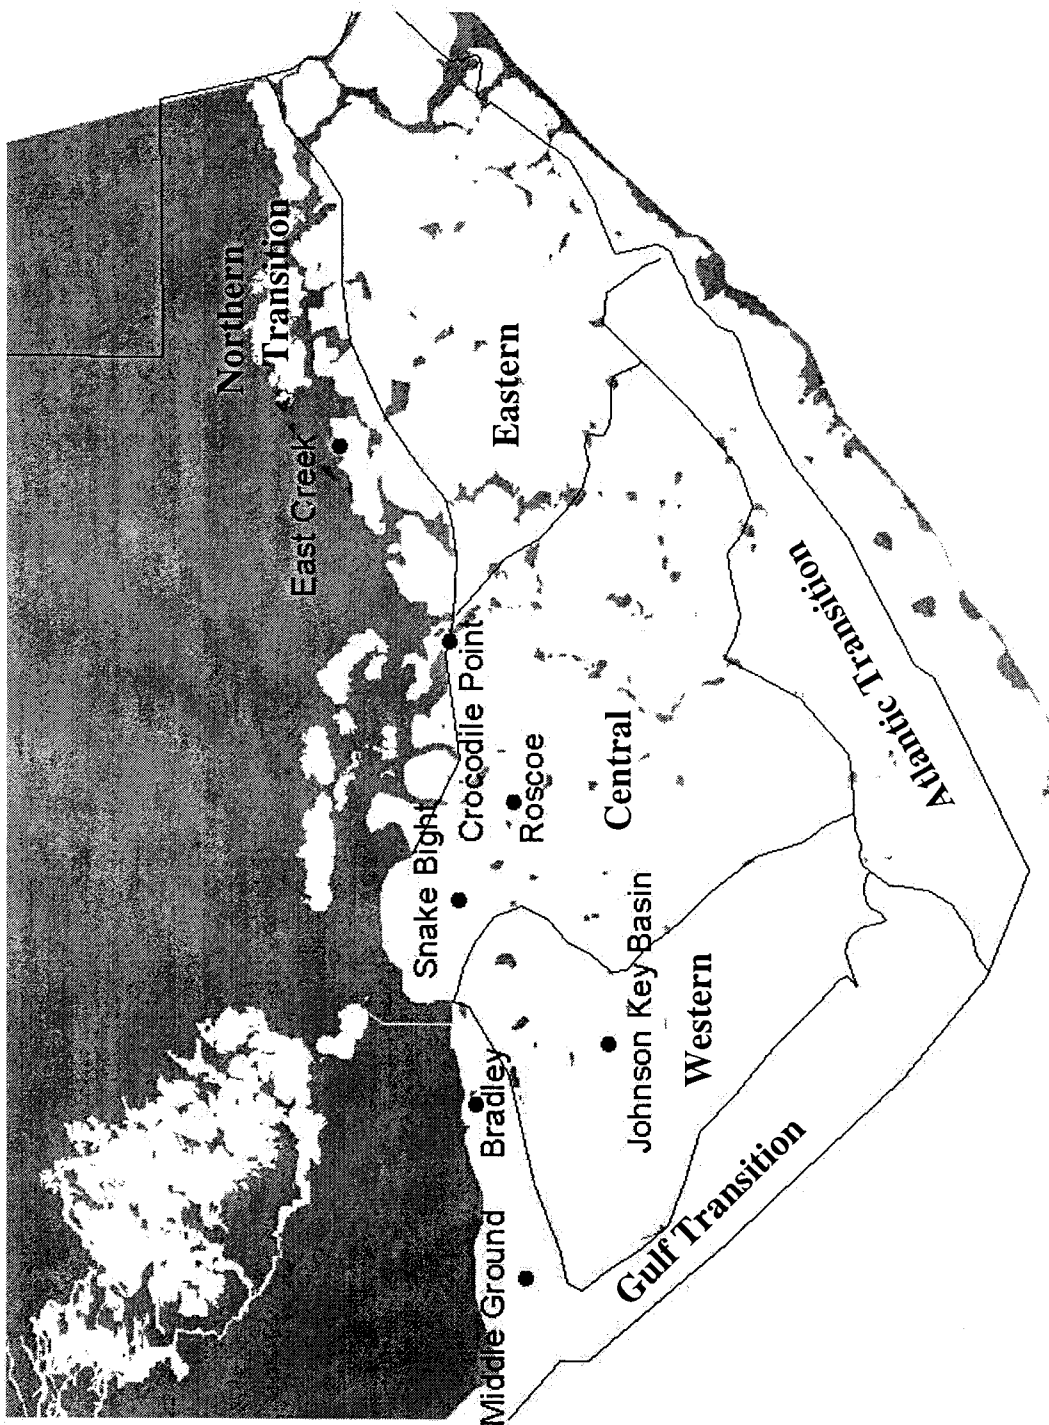 Northern
Transition
East Creek
Eastern
Crocodile Point
Snake Bight
Roscoe
Central
Atlantic Transition
Johnson Key Basin
Western
Bradley
Middle Ground
Gulf Transition